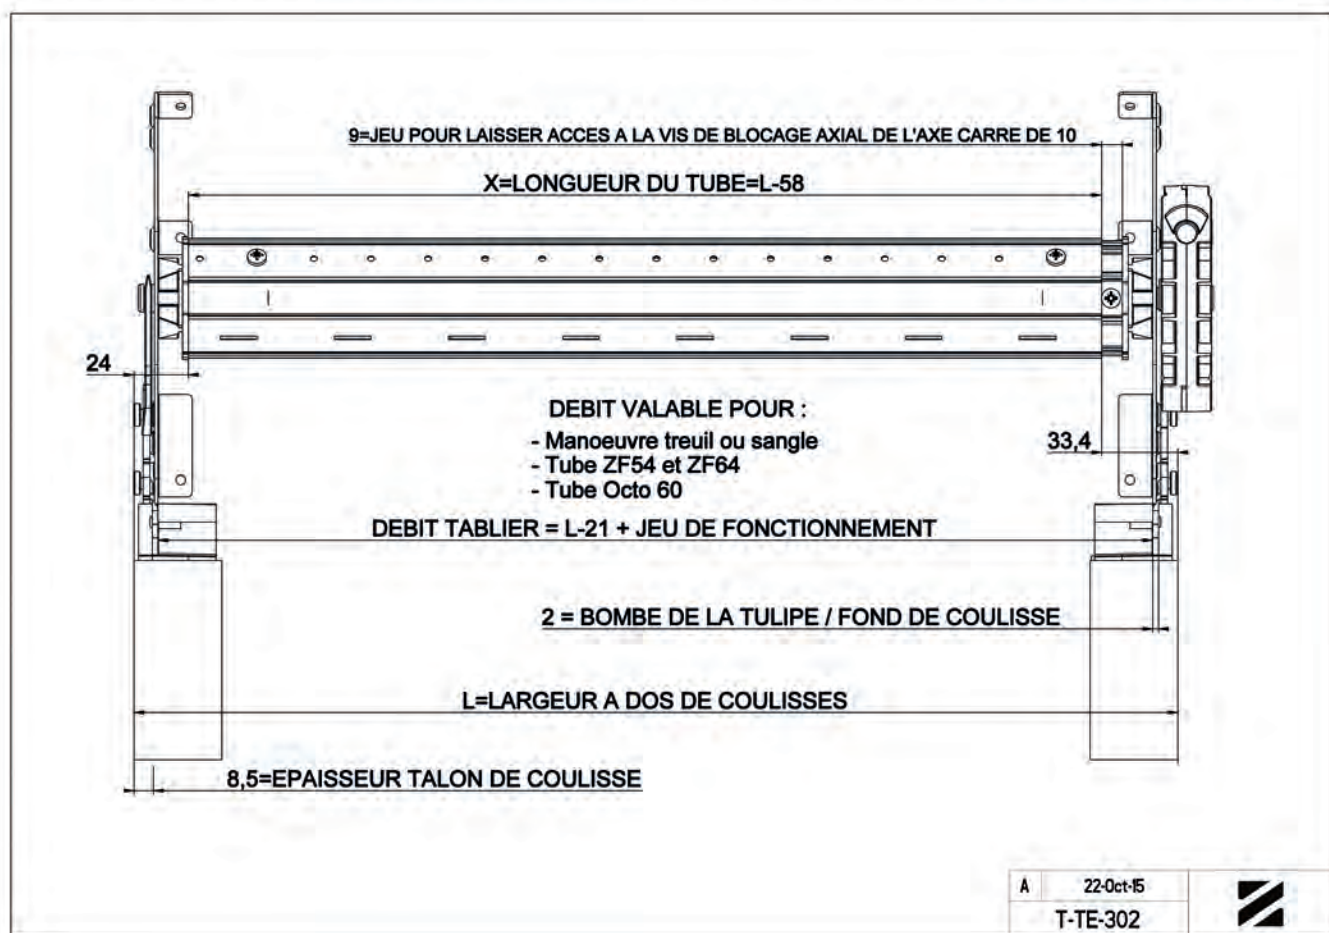 9=JEU POUR LAISSER ACCES A LA VIS DE BLOCAGE AXIAL DE L'AXE CARRE DE 10
X=LONGUEUR DU TUBE=L-58
24
DEBIT VALABLE POUR :
- Manoeuvre treuil ou sangle
- Tube ZF54 et ZF64
- Tube Octo 60
33,4
DEBIT TABLIER = L-21 + JEU DE FONCTIONNEMENT
2 = BOMBE DE LA TULIPE / FOND DE COULISSE
L=LARGEUR A DOS DE COULISSES
8,5=EPAISSEUR TALON DE COULISSE
A 22-Oct-15
T-TE-302